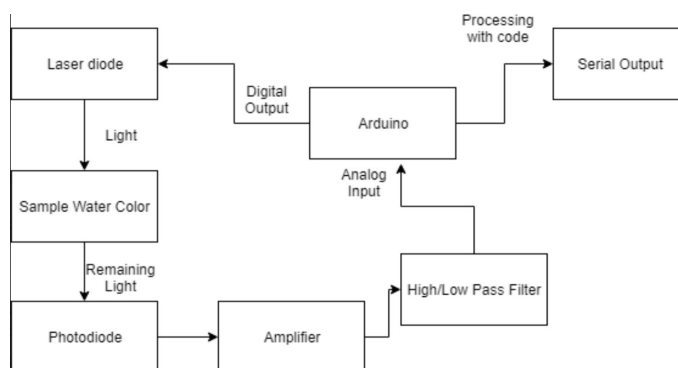 Processing
with code
Laser diode
Serial Output
Digital
Output
Arduino
Light
Analog
Input
Sample Water Color
Remaining
Light
High/Low Pass Filter
Photodiode
Amplifier